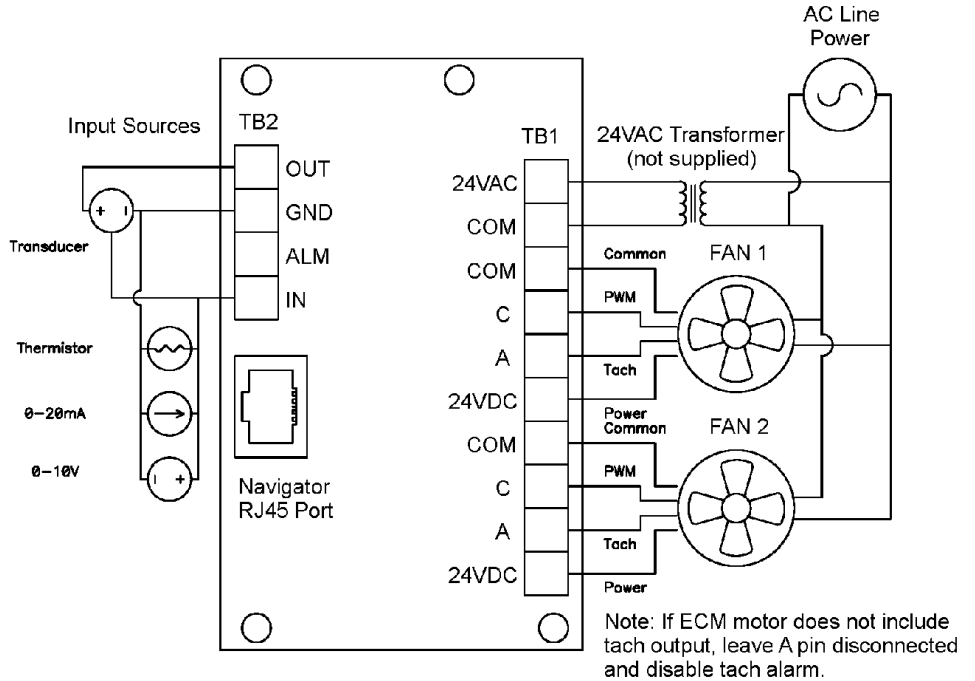 AC Line
Power
Input Sources
TB2
TB1
24VAC Transformer
(not supplied)
OUT
GND
ALM
IN
+ I
Transducer
Thermistor
0-20mA
0-10V
I +
Navigator
RJ45 Port
24VAC
COM
COM
C
A
24VDC
COM
C
A
24VDC
Common
PWM
Tach
Power
FAN 1
Common
PWM
Tach
Power
FAN 2
Note: If ECM motor does not include
tach output, leave A pin disconnected
and disable tach alarm.